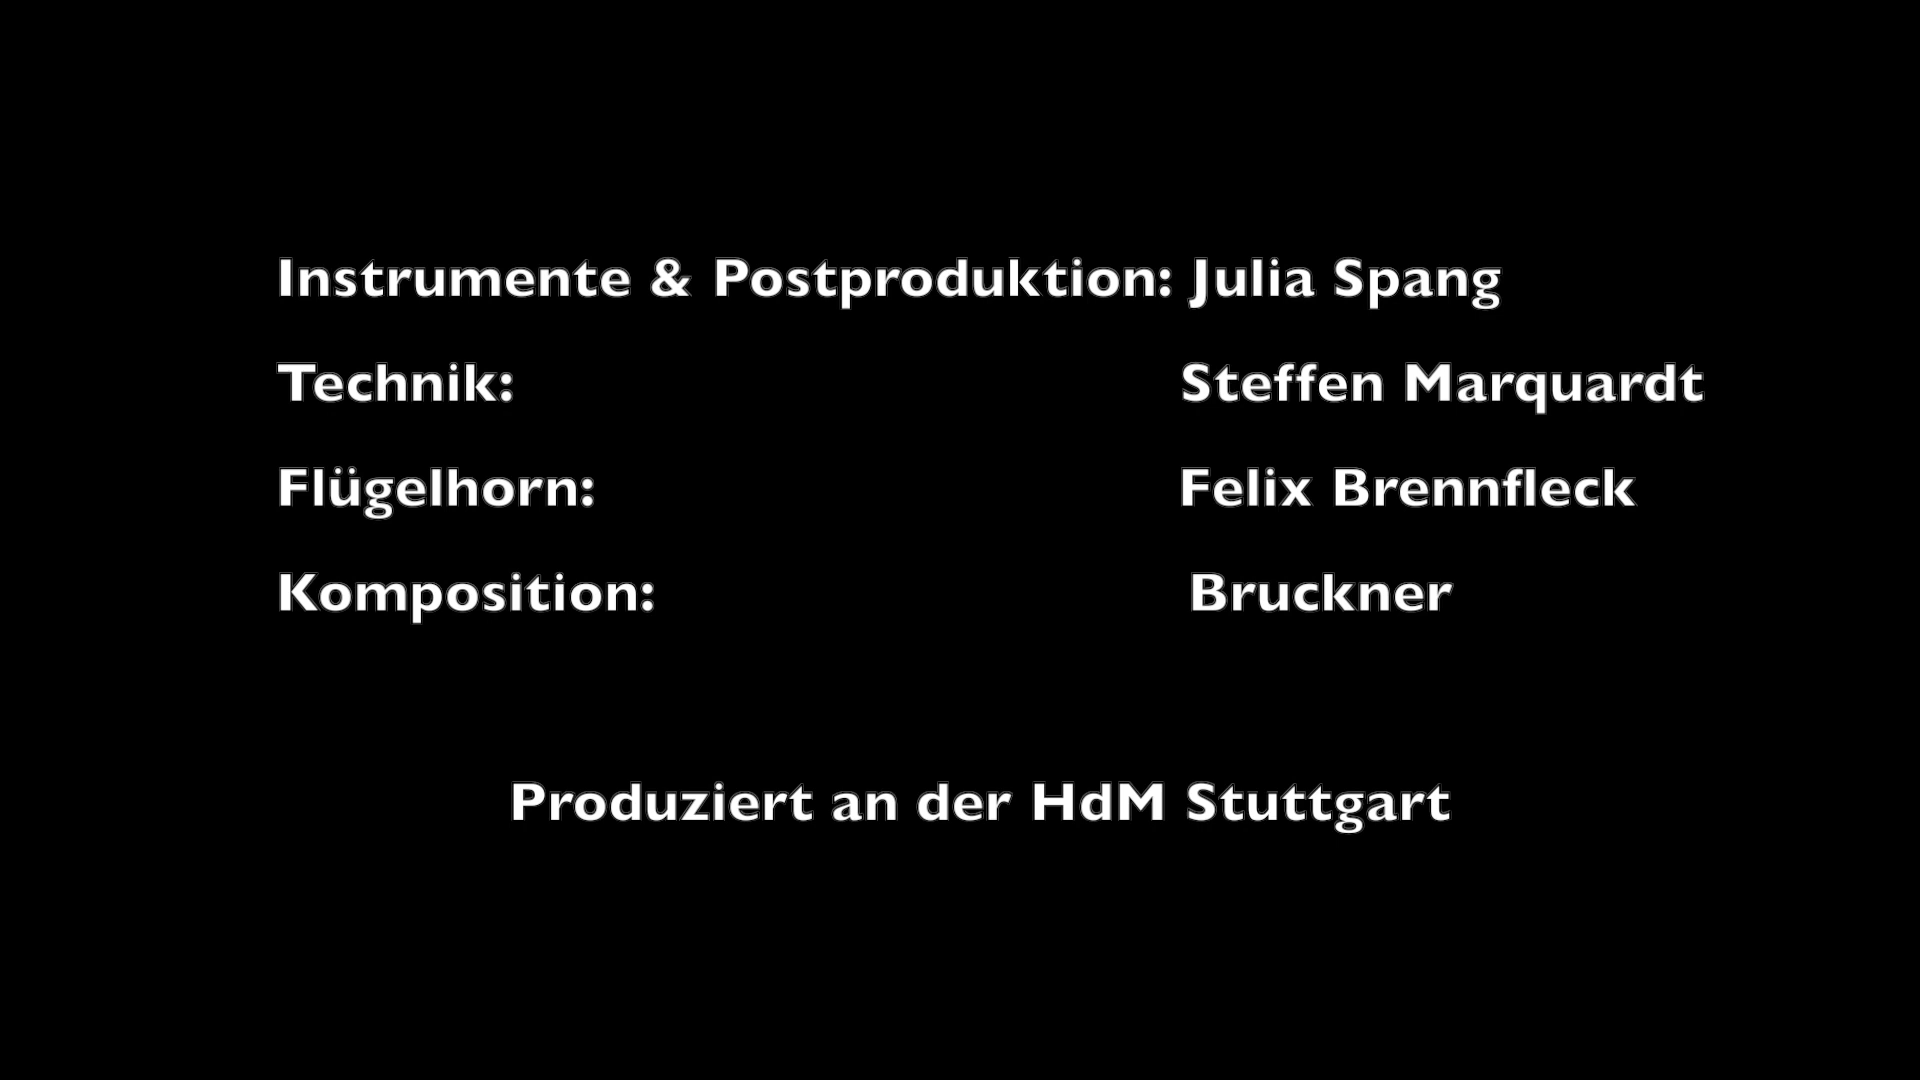 Instrumente & Postproduktion: Julia Spang
Technik: Steffen Marquardt
Flügelhorn: Felix Brennfleck
Komposition: Bruckner
Produziert an der HdM Stuttgart